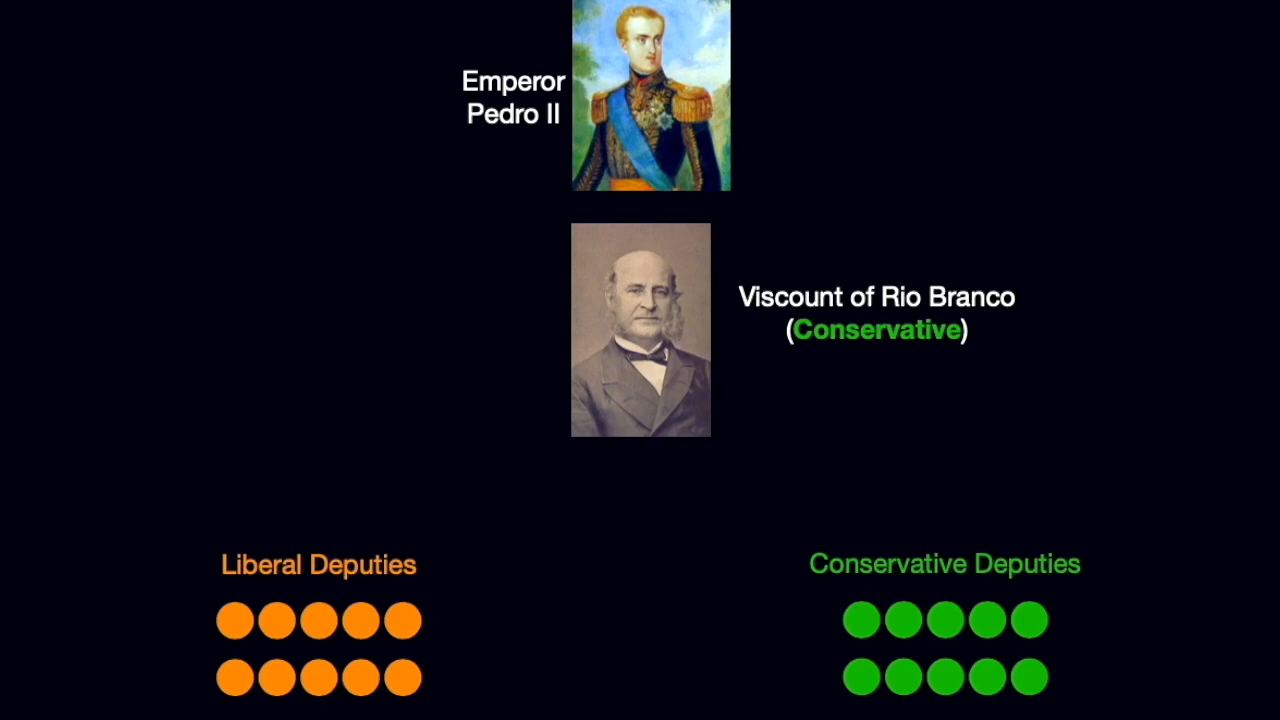 Emperor
Pedro II
Viscount of Rio Branco
(Conservative)
Liberal Deputies
Conservative Deputies